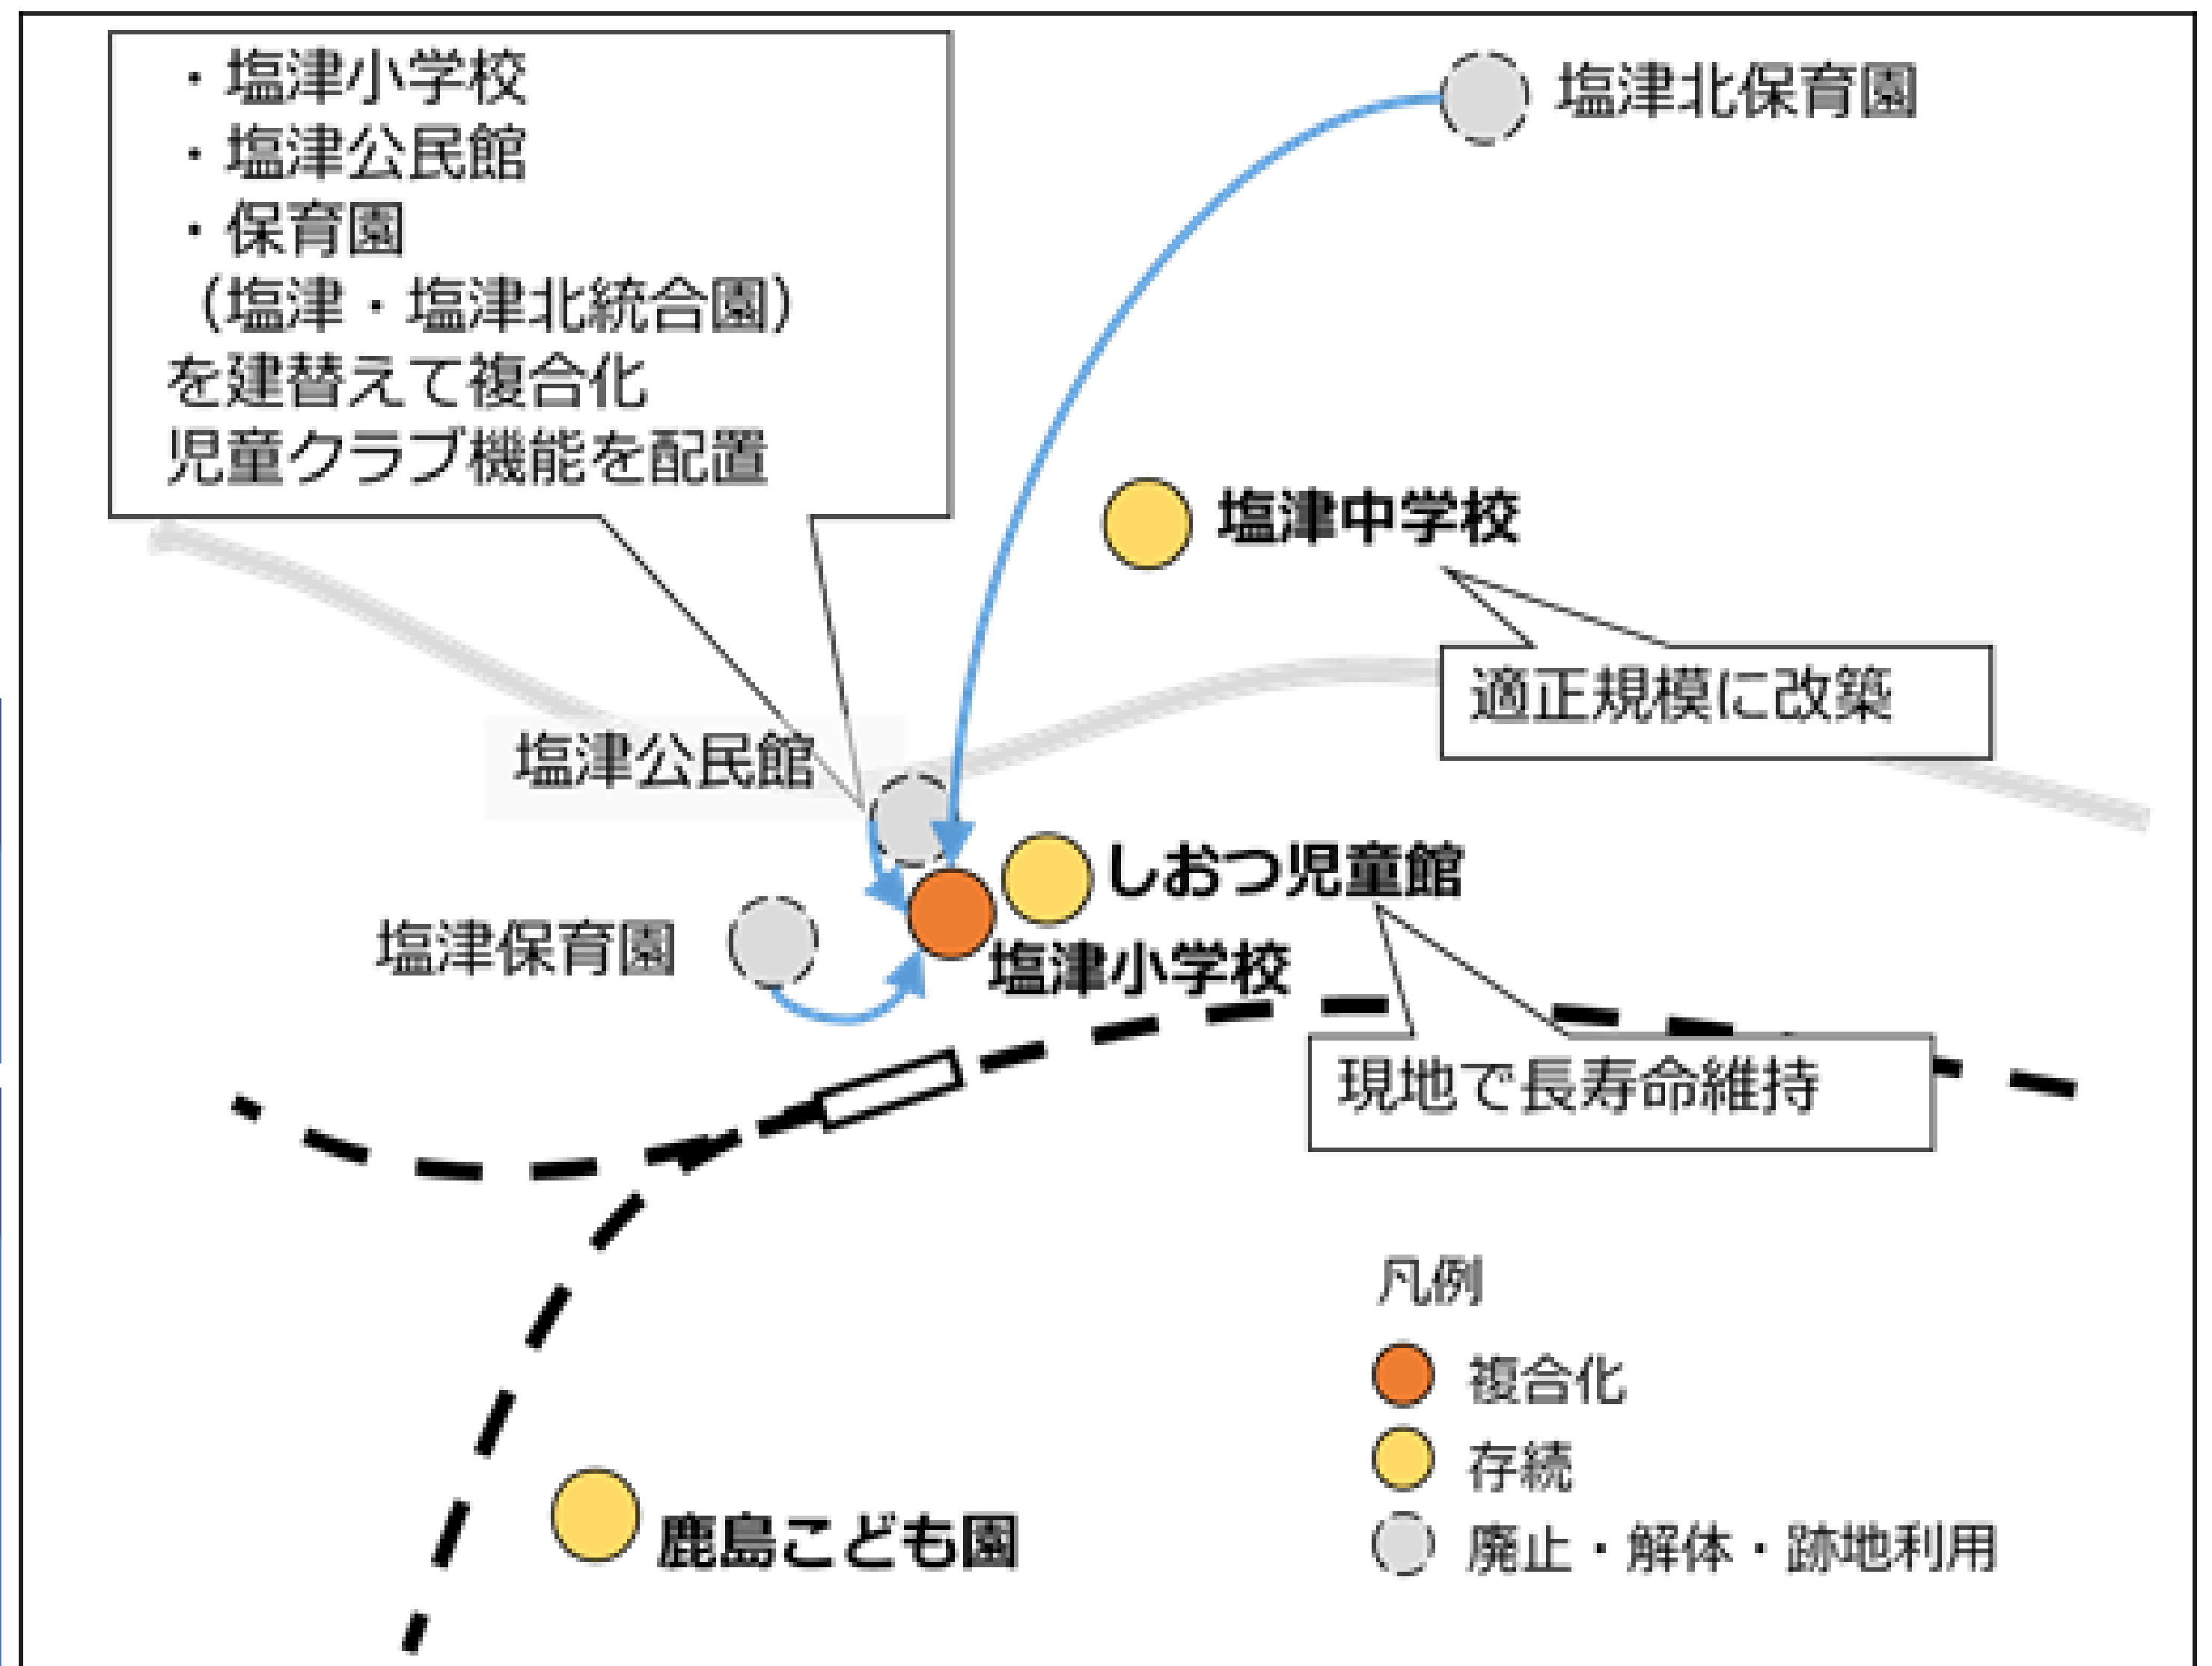 ・塩津小学校
・塩津公民館
・保育園
（塩津・塩津北統合園）
を建替えて複合化
児童クラブ機能を配置
塩津北保育園
塩津中学校
適正規模に改築
塩津公民館
しおつ児童館
塩津保育園
塩津小学校
現地で長寿命維持
鹿島こども園
凡例
複合化
存続
廃止・解体・跡地利用